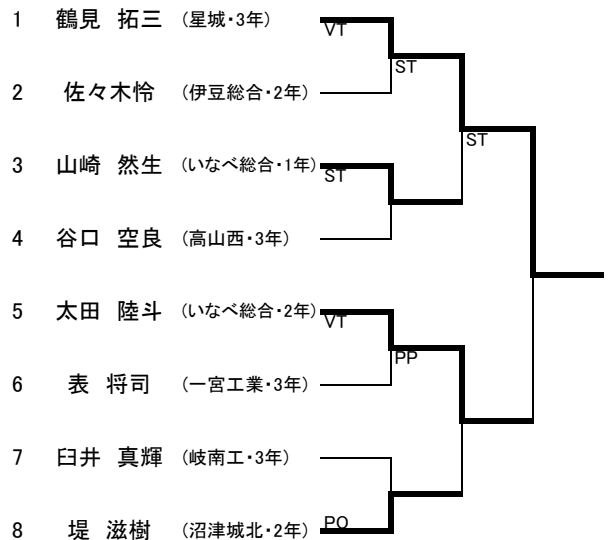 1 鶴見 拓三 (星城・3年) VT
ST
2 佐々木怜 (伊豆総合・2年)
ST
3 山崎 然生 (いなべ総合・1年) ST
4 谷口 空良 (高山西・3年)
5 太田 陸斗 (いなべ総合・2年) VT
PP
6 表 将司 (一宮工業・3年)
7 臼井 真輝 (岐南工・3年)
8 堤 滋樹 (沼津城北・2年) PO